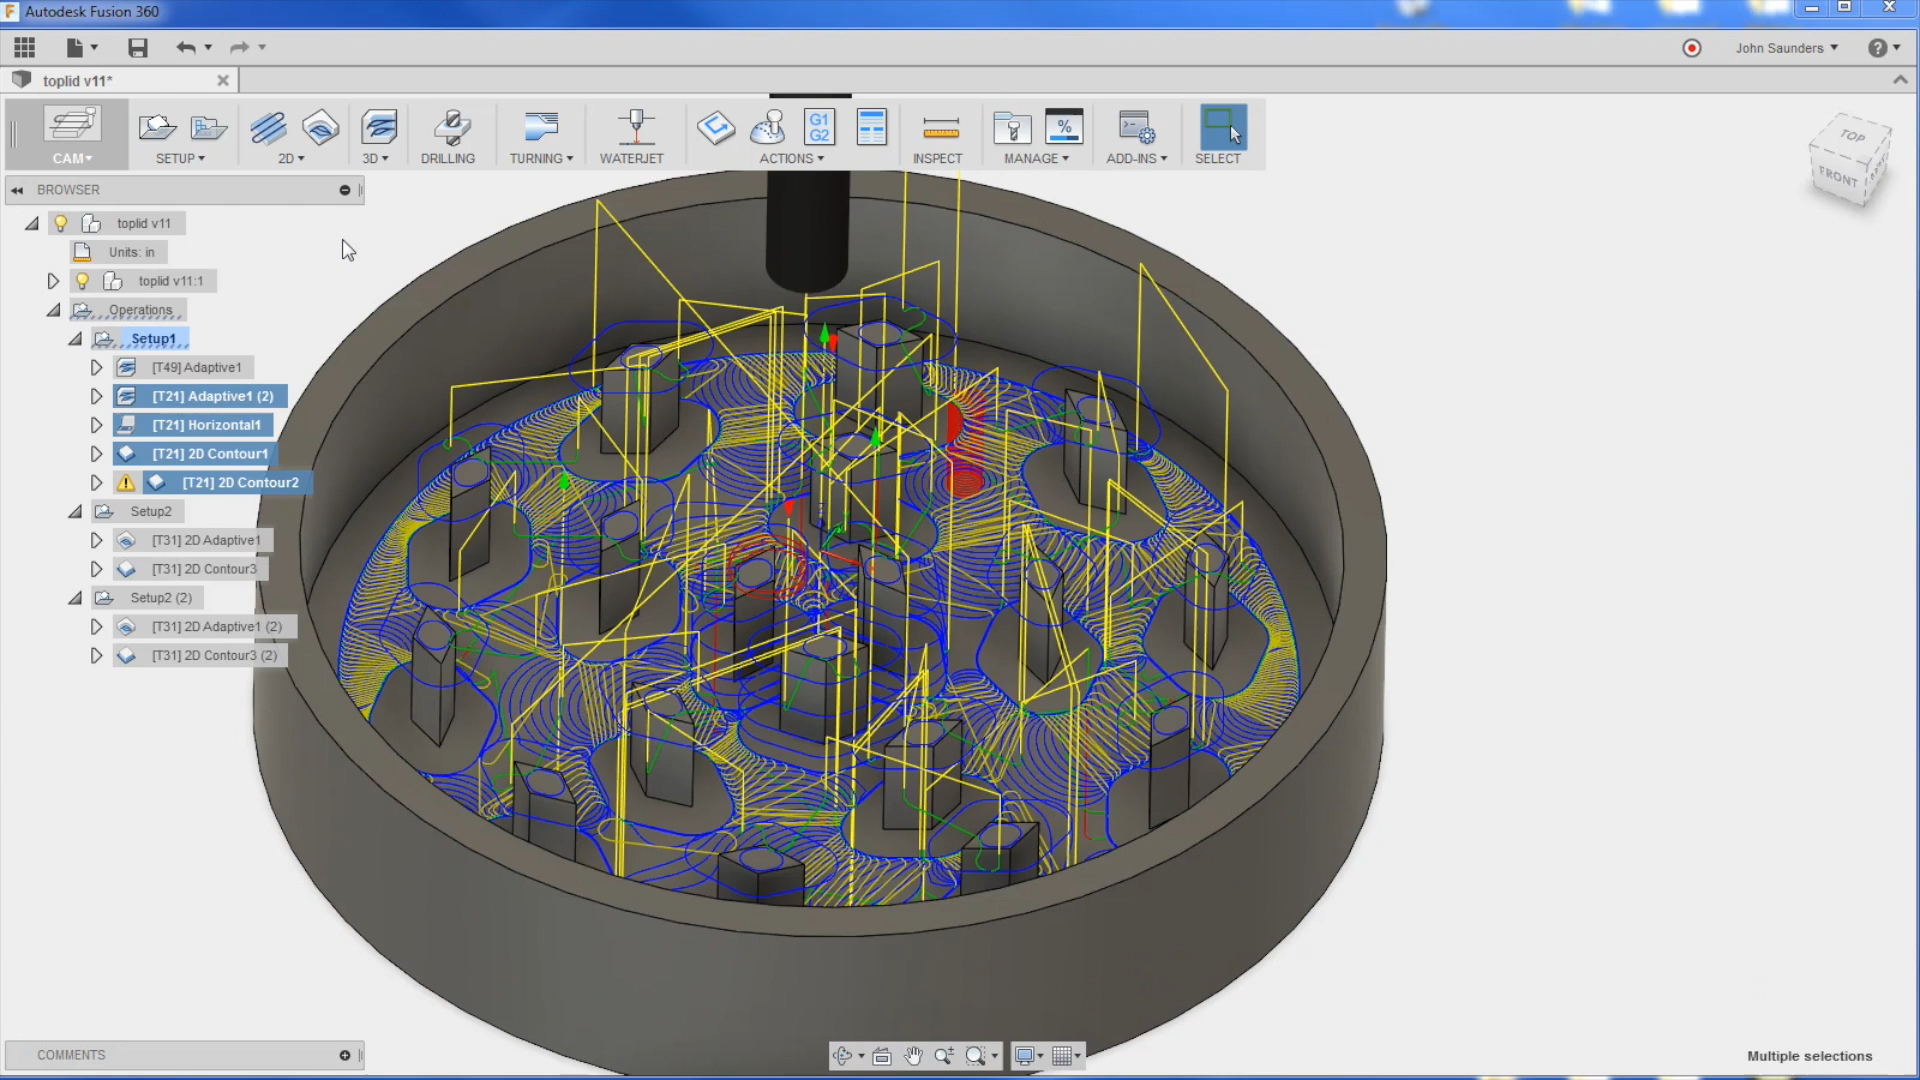 Autodesk Fusion 360
John Saunders
toplid v11*
G1
G2
%
CAM
SETUP
2D
3D
DRILLING
TURNING
WATERJET
ACTIONS
INSPECT
MANAGE
ADD-INS
SELECT
TOP
FRONT
BROWSER
toplid v11
Units: in
toplid v11:1
Operations
Setup1
[T49] Adaptive1
[T21] Adaptive1 (2)
[T21] Horizontal1
[T21] 2D Contour1
[T21] 2D Contour2
Setup2
[T31] 2D Adaptive1
[T31] 2D Contour3
Setup2 (2)
[T31] 2D Adaptive1 (2)
[T31] 2D Contour3 (2)
COMMENTS
Multiple selections